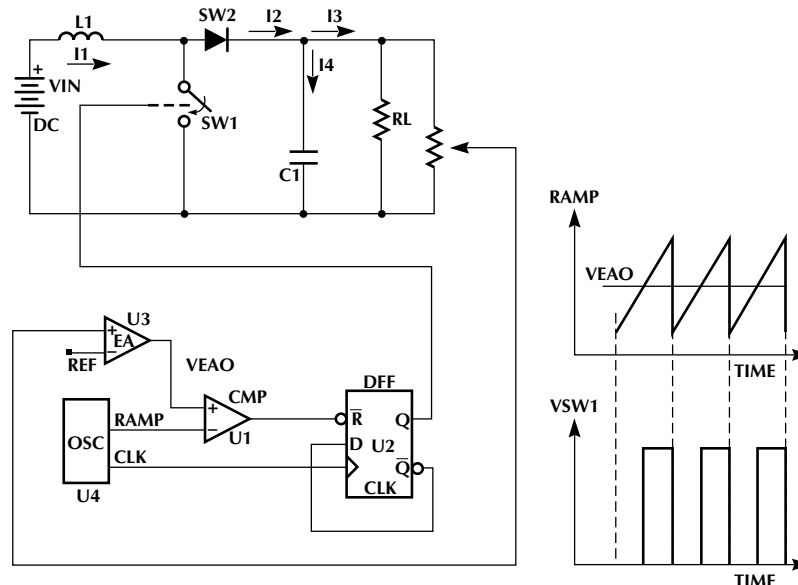 SW2
L1
I2
I3
I1
I4
+
VIN
DC
SW1
RL
C1
RAMP
VEAO
TIME
U3
+
EA
–
REF
VEAO
CMP
+
–
U1
DFF
R
Q
D
U2
Q
CLK
OSC
RAMP
CLK
U4
VSW1
TIME